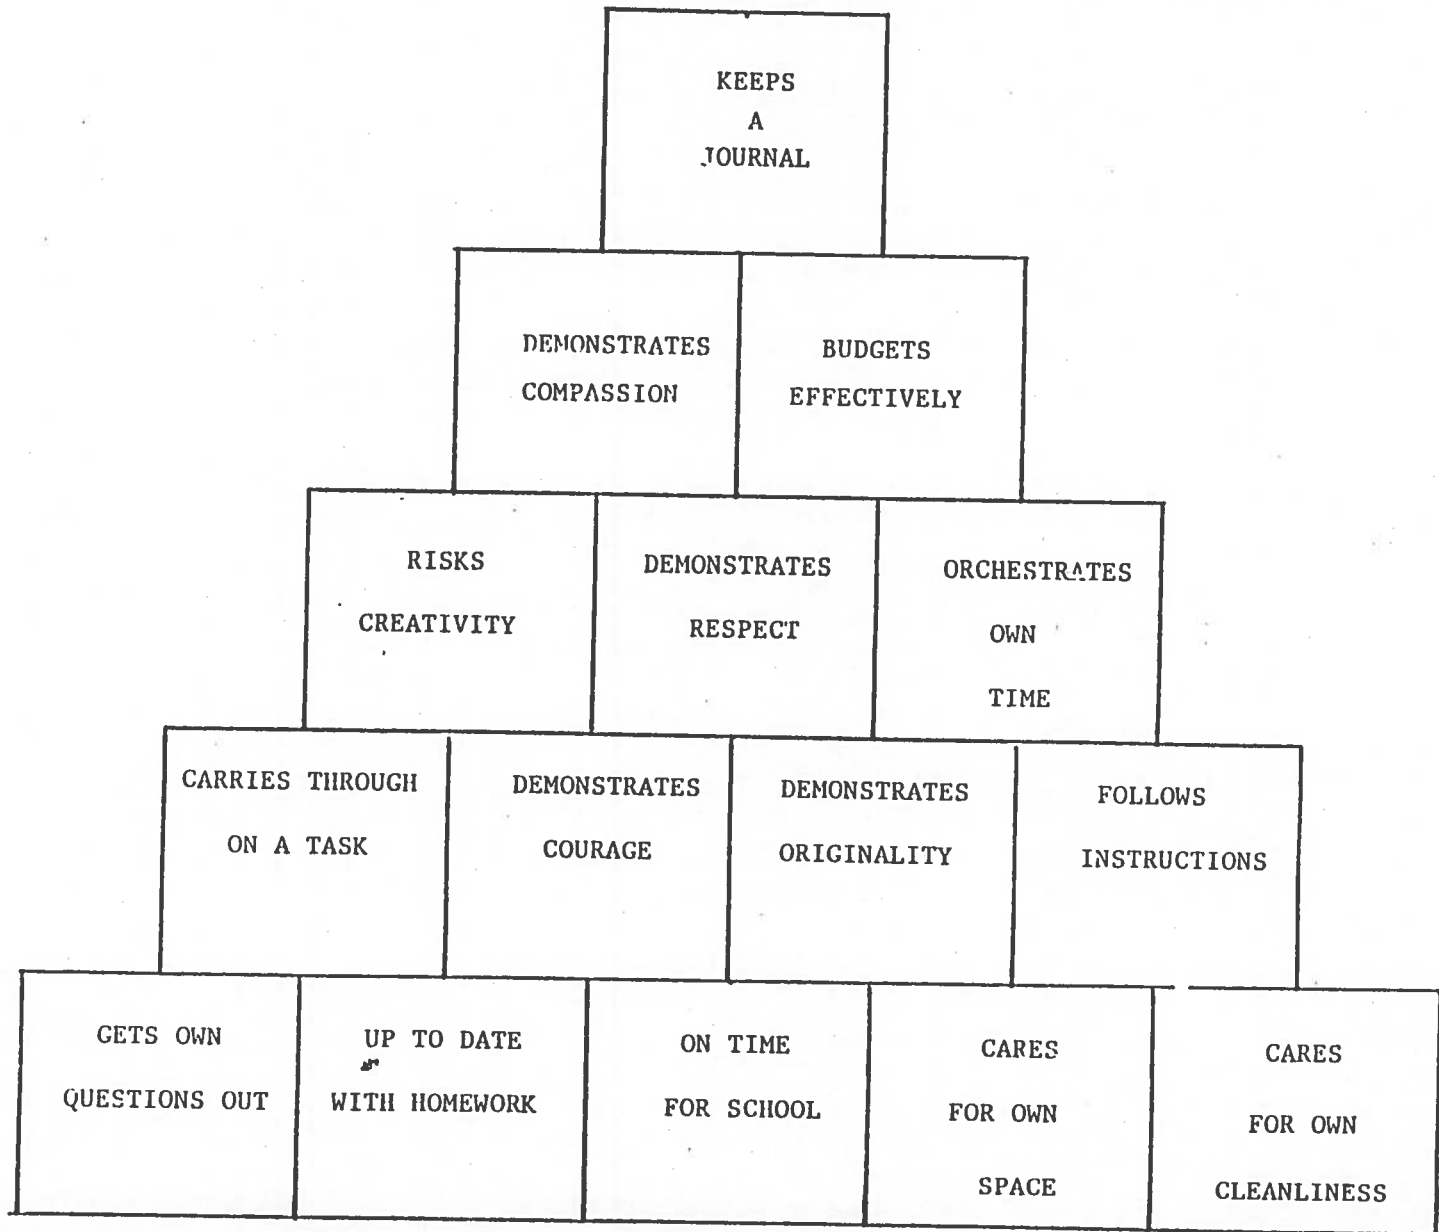 KEEPS
A
JOURNAL
DEMONSTRATES
COMPASSION
BUDGETS
EFFECTIVELY
RISKS
CREATIVITY
DEMONSTRATES
RESPECT
ORCHESTRATES
OWN
TIME
CARRIES THROUGH
ON A TASK
DEMONSTRATES
COURAGE
DEMONSTRATES
ORIGINALITY
FOLLOWS
INSTRUCTIONS
GETS OWN
QUESTIONS OUT
UP TO DATE
WITH HOMEWORK
ON TIME
FOR SCHOOL
CARES
FOR OWN
SPACE
CARES
FOR OWN
CLEANLINESS